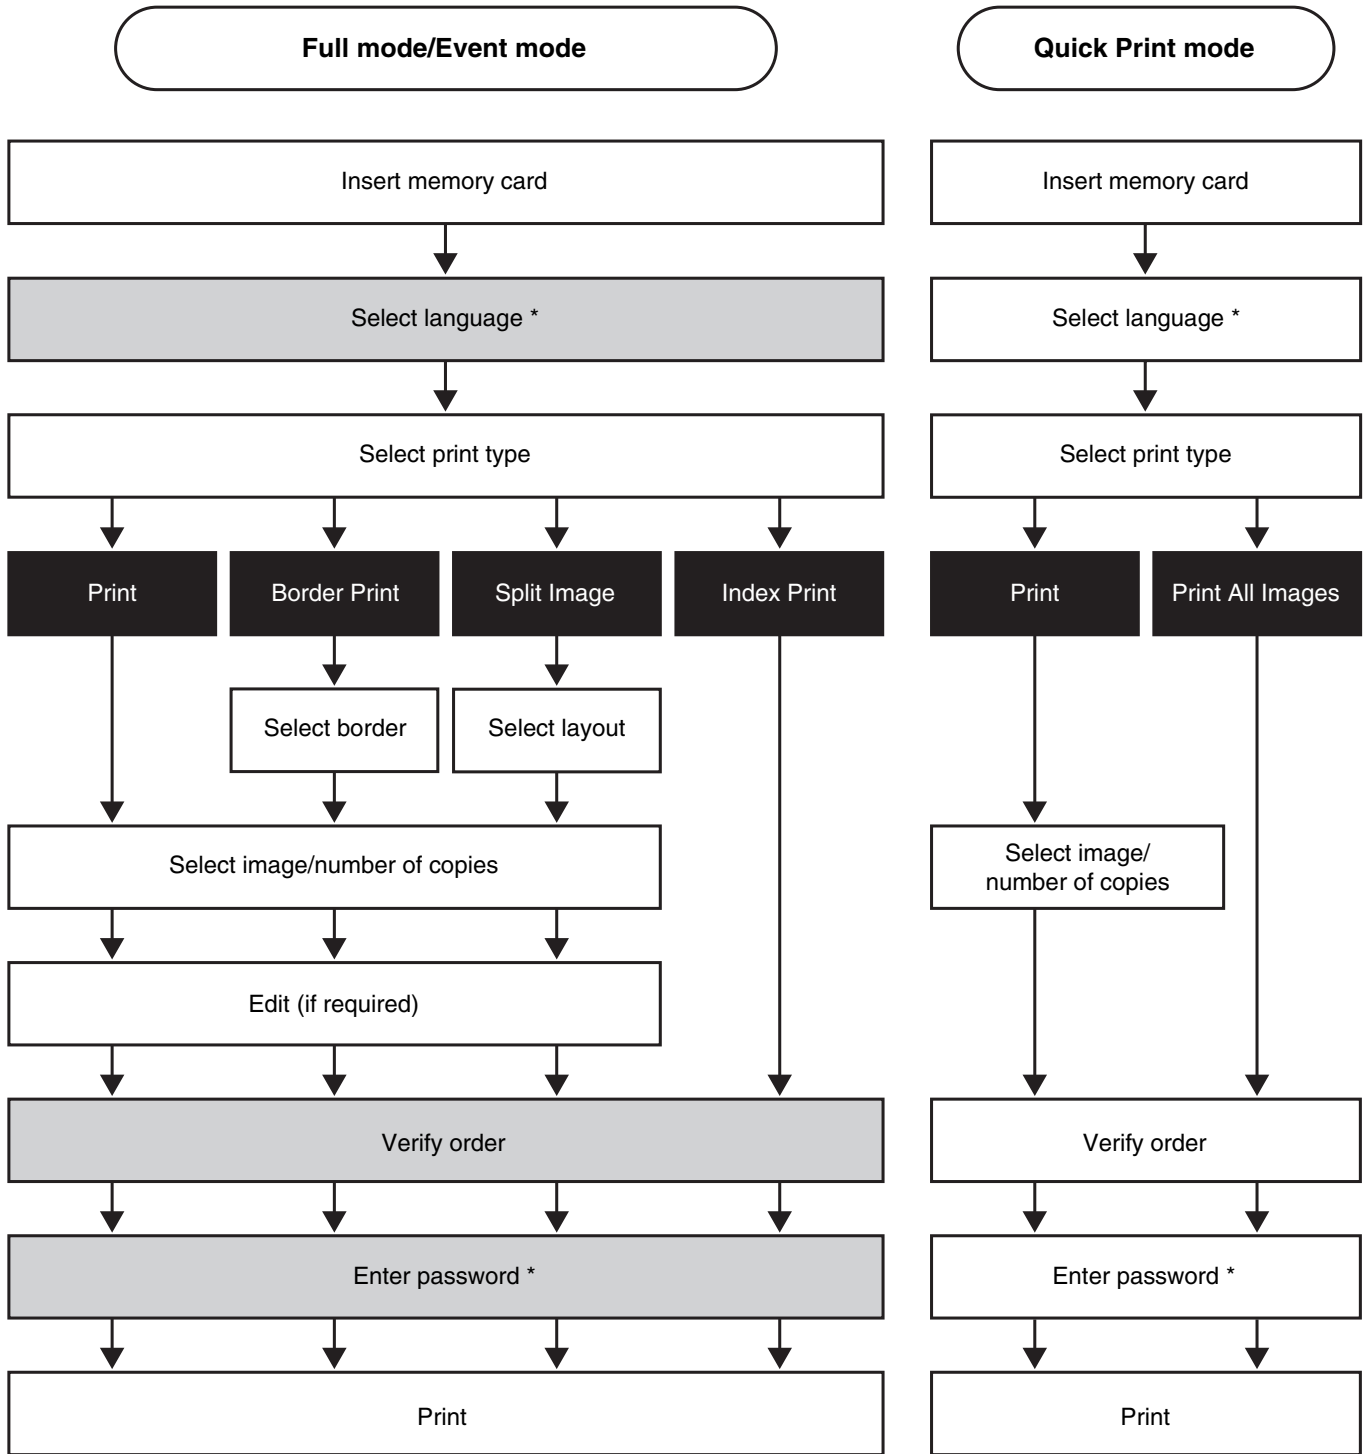 Full mode/Event mode
Insert memory card
Select language *
Select print type
Print
Border Print
Split Image
Index Print
Select border
Select layout
Select image/number of copies
Edit (if required)
Verify order
Enter password *
Print
Quick Print mode
Insert memory card
Select language *
Select print type
Print
Print All Images
Select image/
number of copies
Verify order
Enter password *
Print